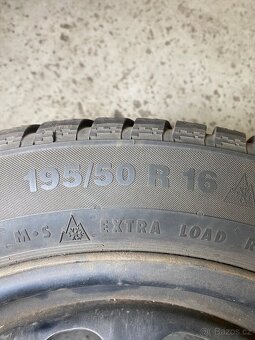 195/50 R 16
M+S EXTRA LOAD
Bazos.cz